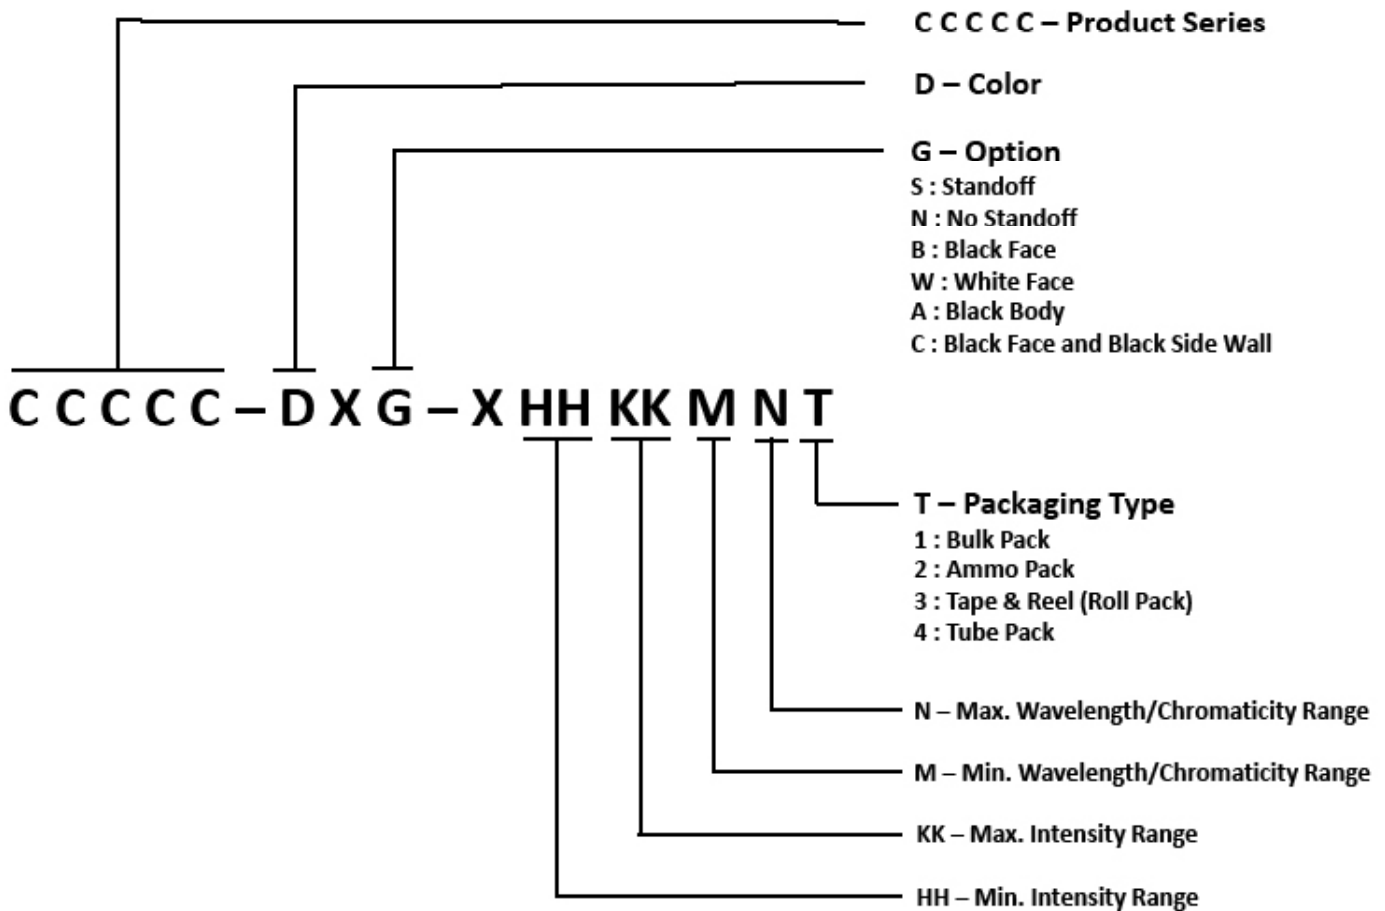 C C C C C – Product Series
D – Color
G – Option
S : Standoff
N : No Standoff
B : Black Face
W : White Face
A : Black Body
C : Black Face and Black Side Wall
C C C C C – D X G – X HH KK M N T
T – Packaging Type
1 : Bulk Pack
2 : Ammo Pack
3 : Tape & Reel (Roll Pack)
4 : Tube Pack
N – Max. Wavelength/Chromaticity Range
M – Min. Wavelength/Chromaticity Range
KK – Max. Intensity Range
HH – Min. Intensity Range